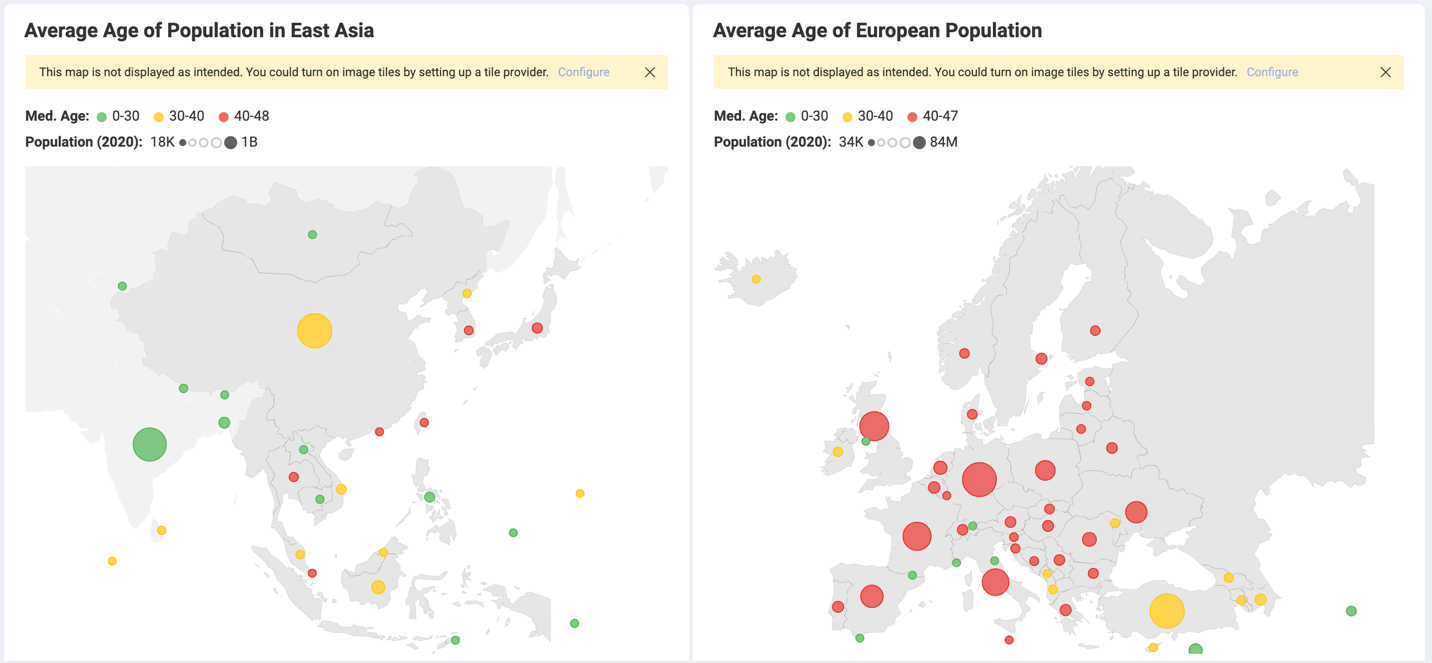 Average Age of Population in East Asia
This map is not displayed as intended. You could turn on image tiles by setting up a tile provider. Configure
Med. Age: 0-30 30-40 40-48
Population (2020): 18K 1B
Average Age of European Population
This map is not displayed as intended. You could turn on image tiles by setting up a tile provider. Configure
Med. Age: 0-30 30-40 40-47
Population (2020): 34K 84M